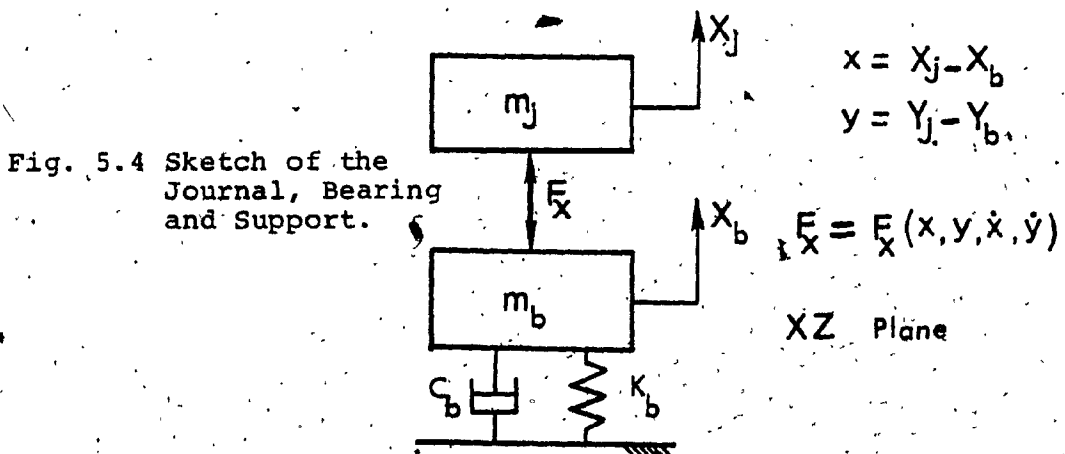 Fig. 5.4 Sketch of the
Journal, Bearing
and Support.
m_j
X_j
x = X_j - X_b
y = Y_j - Y_b
F_x
m_b
X_b
F_x = F_x (x, y, ẋ, ẏ)
XZ Plane
C_b
K_b